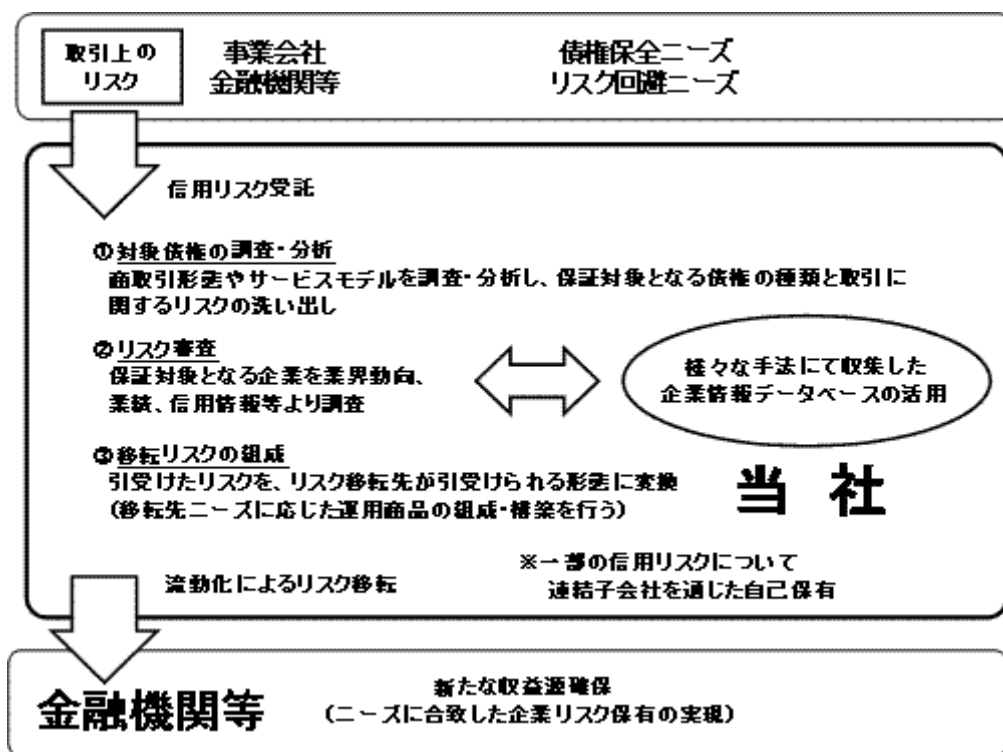 取引上の
リスク
事業会社
金融機関等
債権保全ニーズ
リスク回避ニーズ
信用リスク受託
①対象債権の調査・分析
商取引形態やサービスモデルを調査・分析し、保証対象となる債権の種類と取引に
関するリスクの洗い出し
②リスク審査
保証対象となる企業を業界動向、
業績、信用情報等より調査
様々な手法にて収集した
企業情報データベースの活用
③移転リスクの組成
引受けたリスクを、リスク移転先が引受けられる形態に変換
(移転先ニーズに応じた運用商品の組成・構築を行う)
当社
流動化によるリスク移転
※一部の信用リスクについて
連結子会社を通じた自己保有
金融機関等
新たな収益源確保
(ニーズに合致した企業リスク保有の実現)